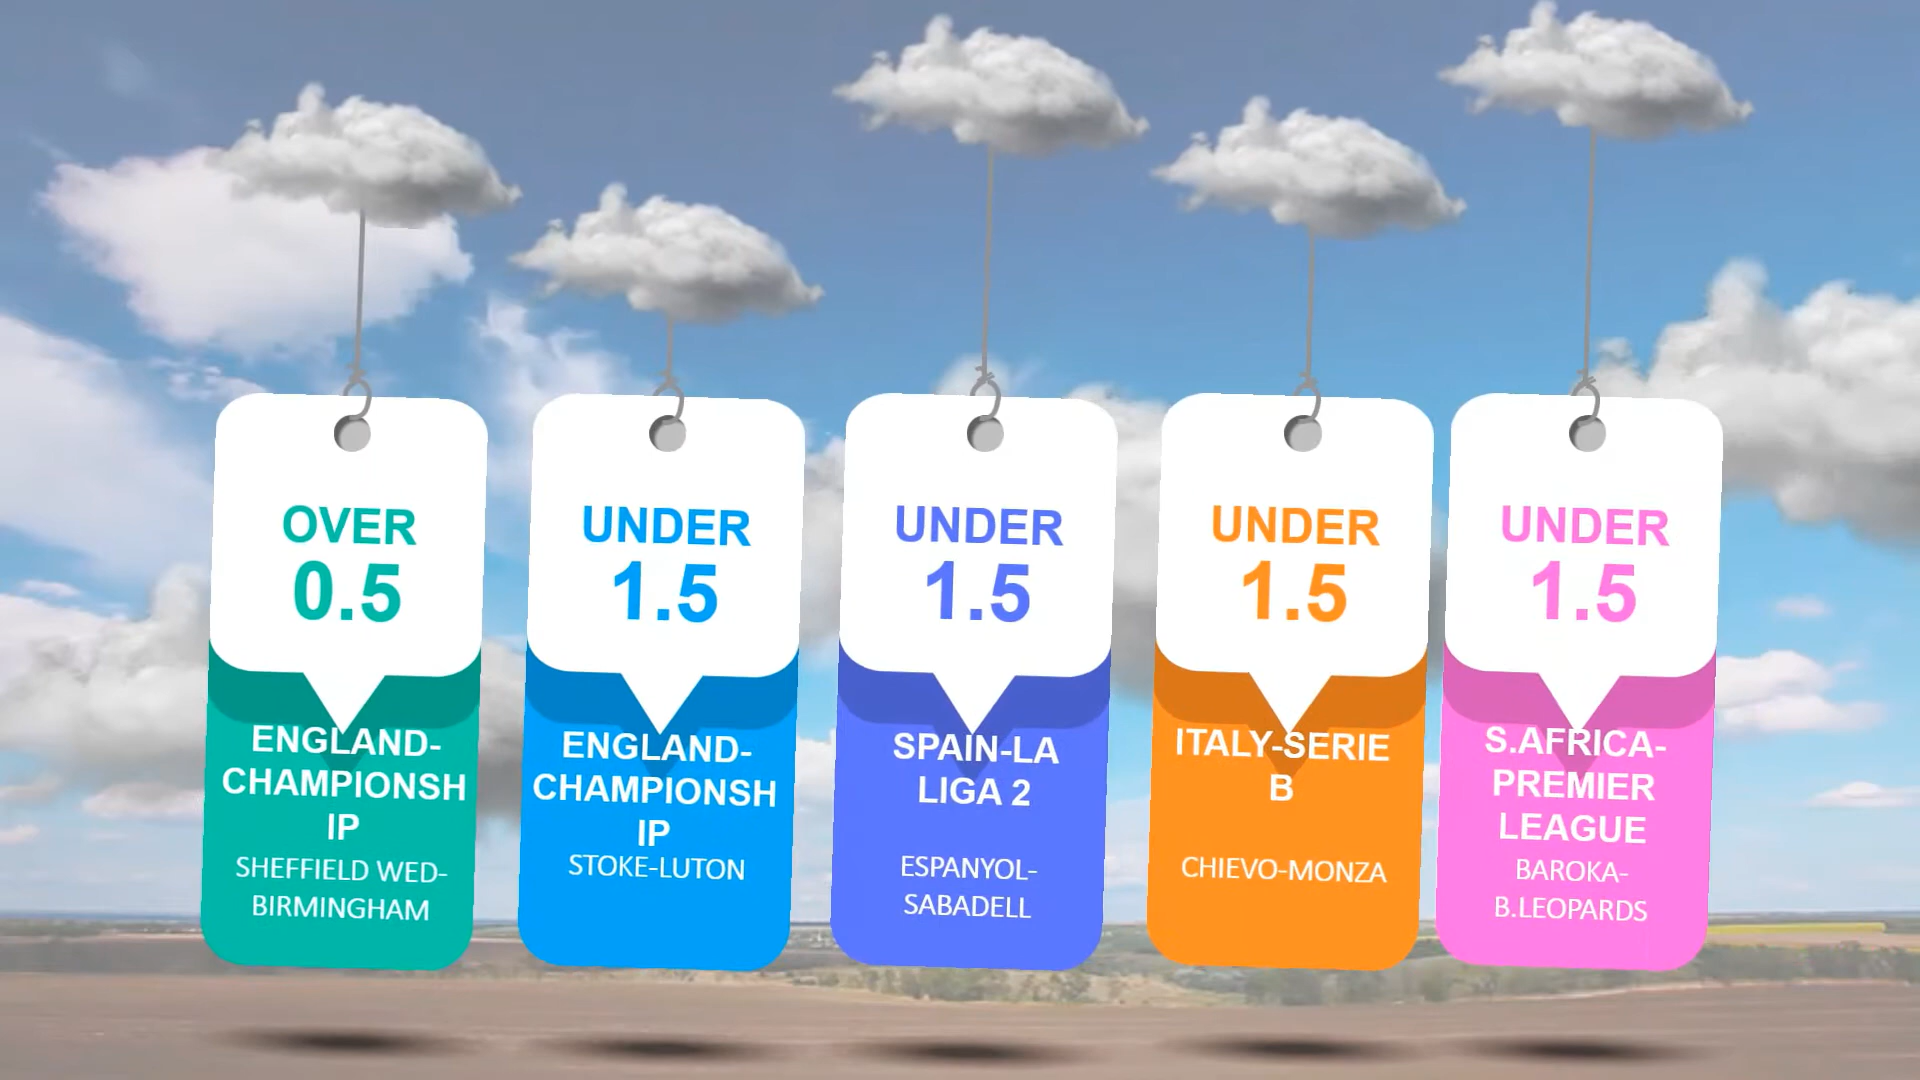 OVER
0.5
ENGLAND-
CHAMPIONSH
IP
SHEFFIELD WED-
BIRMINGHAM
UNDER
1.5
ENGLAND-
CHAMPIONSH
IP
STOKE-LUTON
UNDER
1.5
SPAIN-LA
LIGA 2
ESPANYOL-
SABADELL
UNDER
1.5
ITALY-SERIE
B
CHIEVO-MONZA
UNDER
1.5
S.AFRICA-
PREMIER
LEAGUE
BAROKA-
B.LEOPARDS